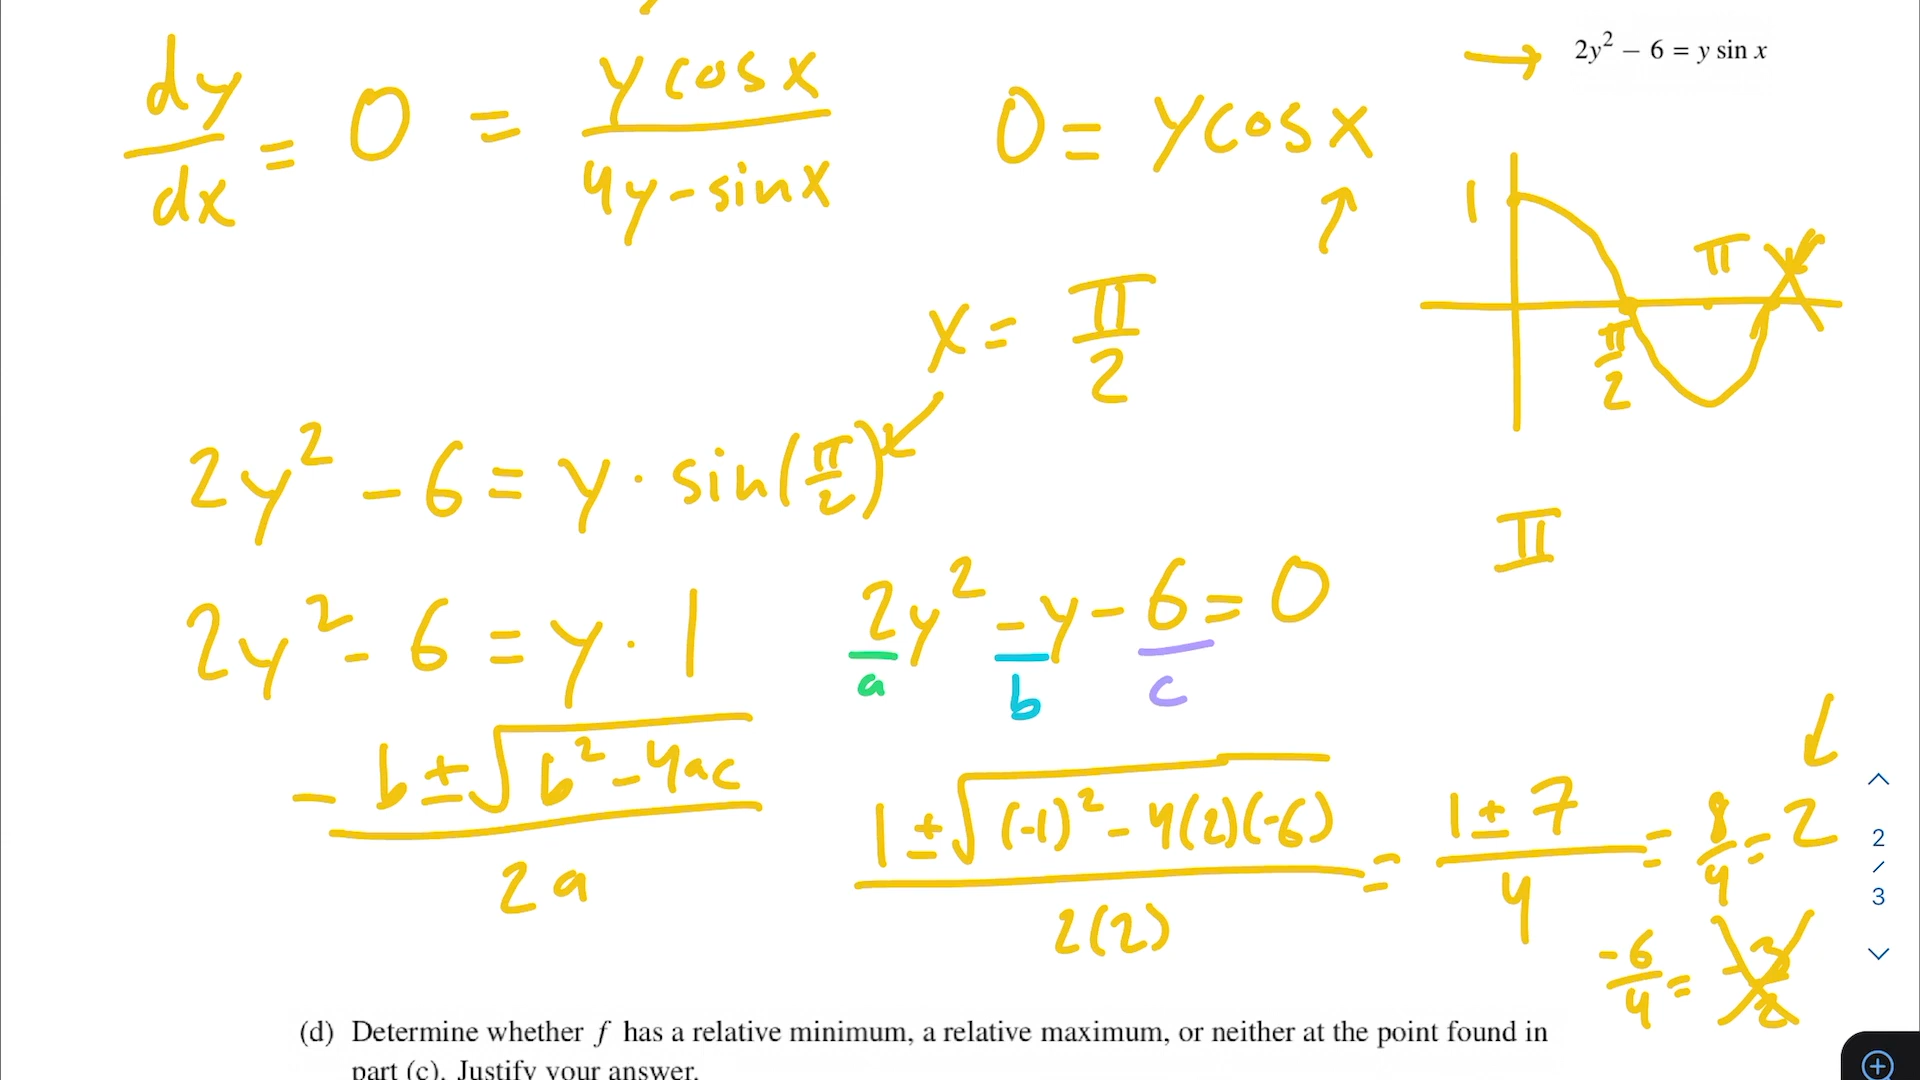 dy/dx = 0 = y cos x / 4y - sin x
0 = y cos x
→ 2y² – 6 = y sin x
1
π
π/2
x = π/2
2y² - 6 = y · sin(π/2)
π
2y² - 6 = y · 1
2y² - y - 6 = 0
a b c
- b ± √b² - 4ac / 2a
1 ± √(-1)² - 4(2)(-6) / 2(2) = 1 ± 7 / 4 = 8/4 = 2
-6/4 = -3/2
2 / 3
(d) Determine whether f has a relative minimum, a relative maximum, or neither at the point found in
part (c). Justify your answer.